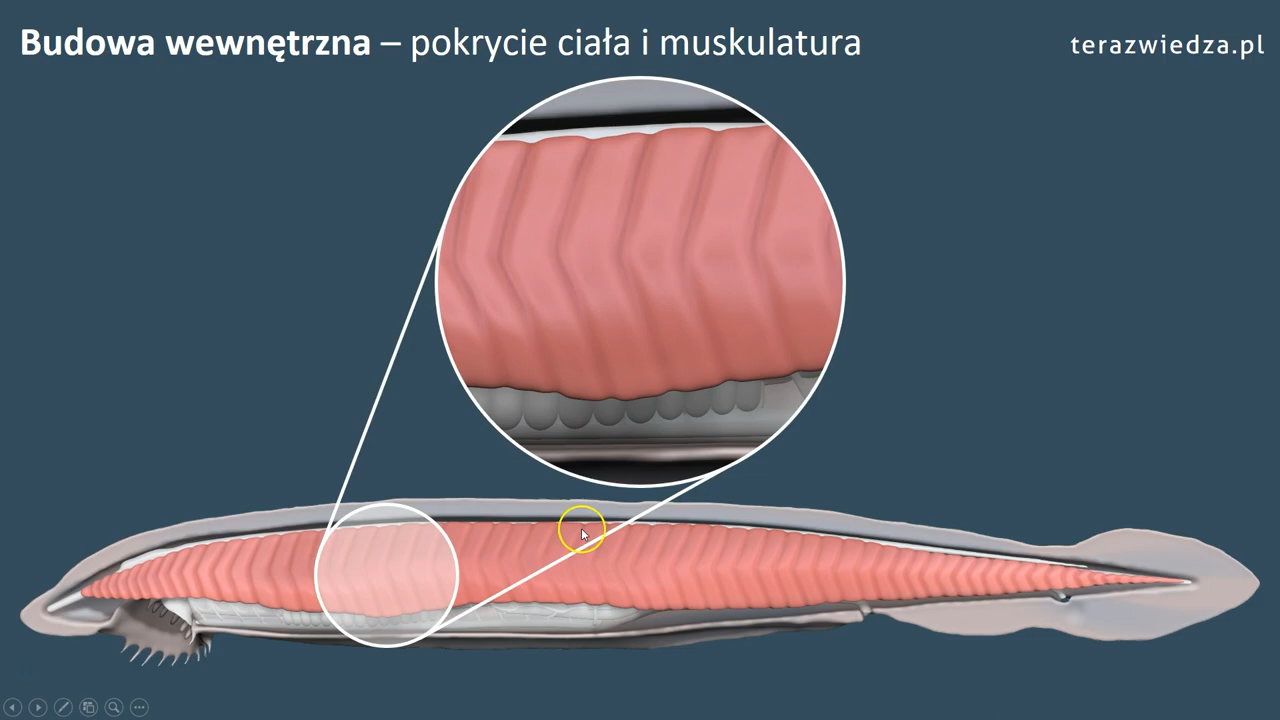 Budowa wewnętrzna – pokrycie ciała i muskulatura
terazwiedza.pl